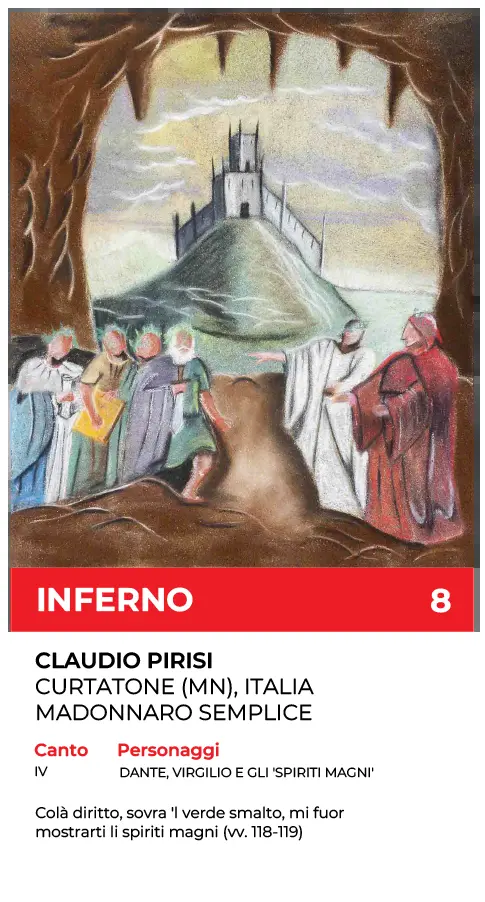 INFERNO 8
CLAUDIO PIRISI
CURTATONE (MN), ITALIA
MADONNARO SEMPLICE
Canto Personaggi
IV DANTE, VIRGILIO E GLI 'SPIRITI MAGNI'
Colà diritto, sovra 'l verde smalto, mi fuor
mostrarti li spiriti magni (vv. 118-119)